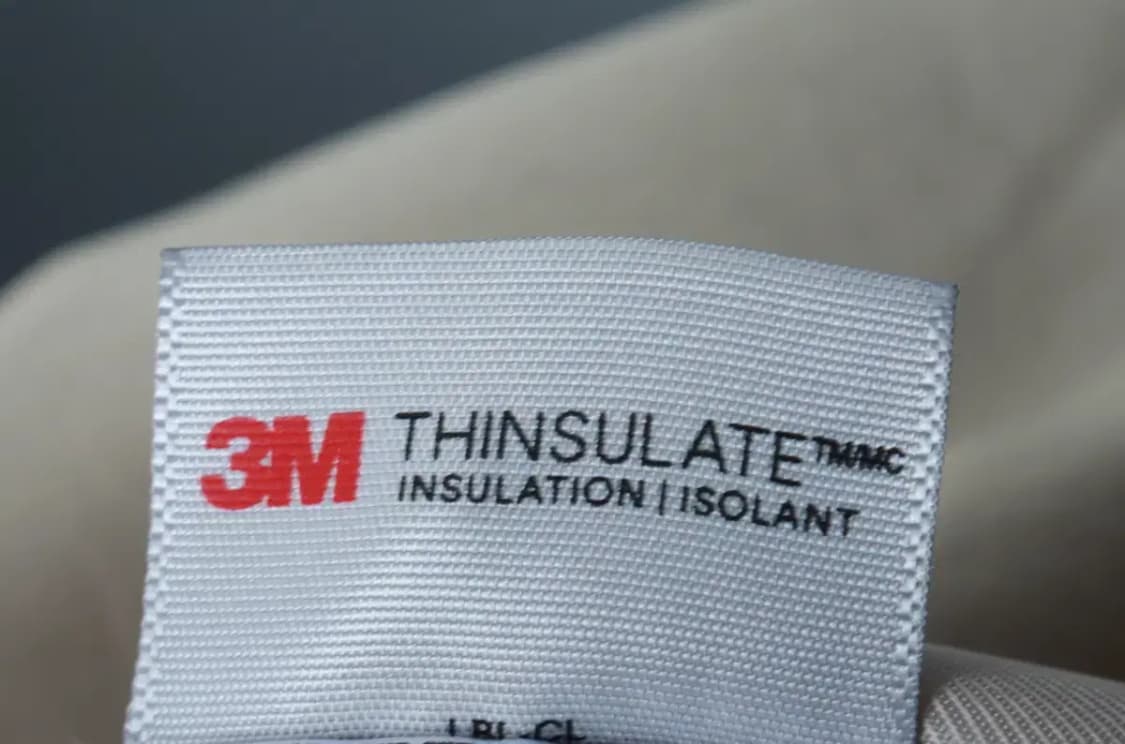 3M THINSULATE™/MC
INSULATION | ISOLANT